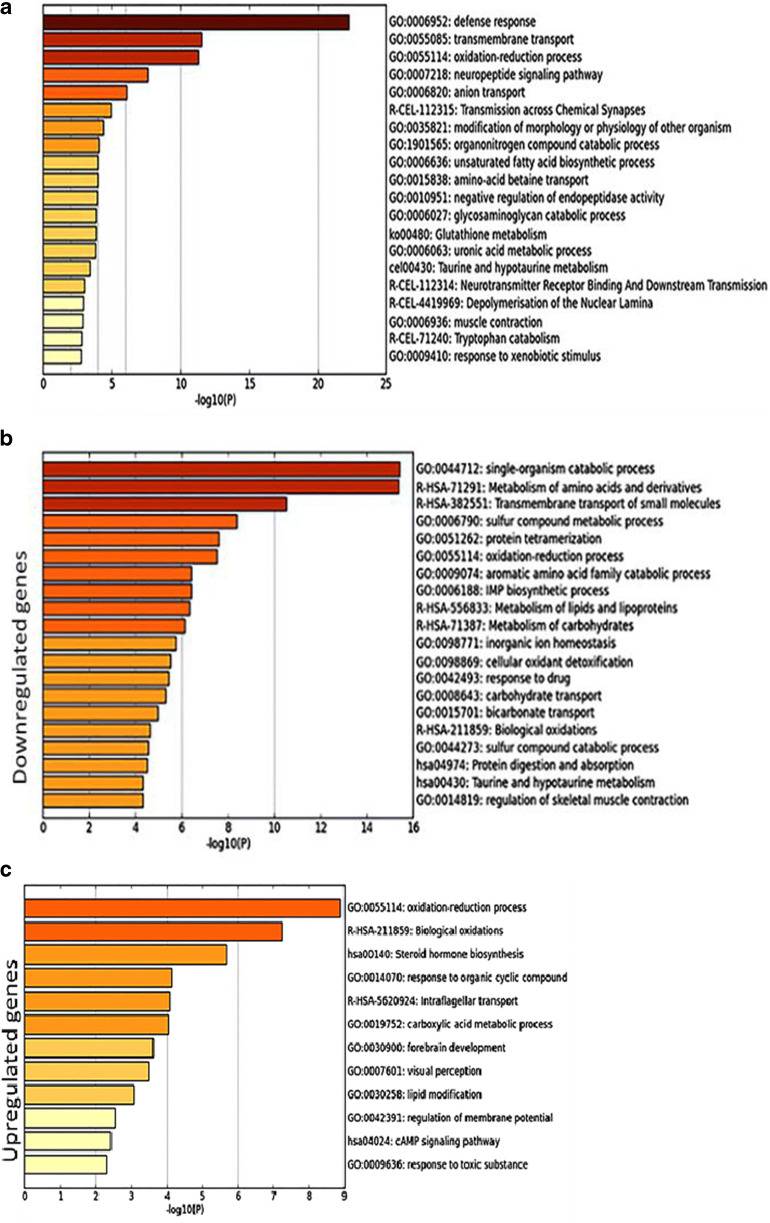 a
GO:0006952: defense response
GO:0055085: transmembrane transport
GO:0055114: oxidation-reduction process
GO:0007218: neuropeptide signaling pathway
GO:0006820: anion transport
R-CEL-112315: Transmission across Chemical Synapses
GO:0035821: modification of morphology or physiology of other organism
GO:1901565: organonitrogen compound catabolic process
GO:0006636: unsaturated fatty acid biosynthetic process
GO:0015838: amino-acid betaine transport
GO:0010951: negative regulation of endopeptidase activity
GO:0006027: glycosaminoglycan catabolic process
ko00480: Glutathione metabolism
GO:0006063: uronic acid metabolic process
cel00430: Taurine and hypotaurine metabolism
R-CEL-112314: Neurotransmitter Receptor Binding And Downstream Transmission
R-CEL-4419969: Depolymerisation of the Nuclear Lamina
GO:0006936: muscle contraction
R-CEL-71240: Tryptophan catabolism
GO:0009410: response to xenobiotic stimulus
0 5 10 15 20 25
-log10(P)
b
Downregulated genes
GO:0044712: single-organism catabolic process
R-HSA-71291: Metabolism of amino acids and derivatives
R-HSA-382551: Transmembrane transport of small molecules
GO:0006790: sulfur compound metabolic process
GO:0051262: protein tetramerization
GO:0055114: oxidation-reduction process
GO:0009074: aromatic amino acid family catabolic process
GO:0006188: IMP biosynthetic process
R-HSA-556833: Metabolism of lipids and lipoproteins
R-HSA-71387: Metabolism of carbohydrates
GO:0098771: inorganic ion homeostasis
GO:0098869: cellular oxidant detoxification
GO:0042493: response to drug
GO:0008643: carbohydrate transport
GO:0015701: bicarbonate transport
R-HSA-211859: Biological oxidations
GO:0044273: sulfur compound catabolic process
hsa04974: Protein digestion and absorption
hsa00430: Taurine and hypotaurine metabolism
GO:0014819: regulation of skeletal muscle contraction
0 2 4 6 8 10 12 14 16
-log10(P)
c
Upregulated genes
GO:0055114: oxidation-reduction process
R-HSA-211859: Biological oxidations
hsa00140: Steroid hormone biosynthesis
GO:0014070: response to organic cyclic compound
R-HSA-5620924: Intraflagellar transport
GO:0019752: carboxylic acid metabolic process
GO:0030900: forebrain development
GO:0007601: visual perception
GO:0030258: lipid modification
GO:0042391: regulation of membrane potential
hsa04024: cAMP signaling pathway
GO:0009636: response to toxic substance
0 1 2 3 4 5 6 7 8 9
-log10(P)